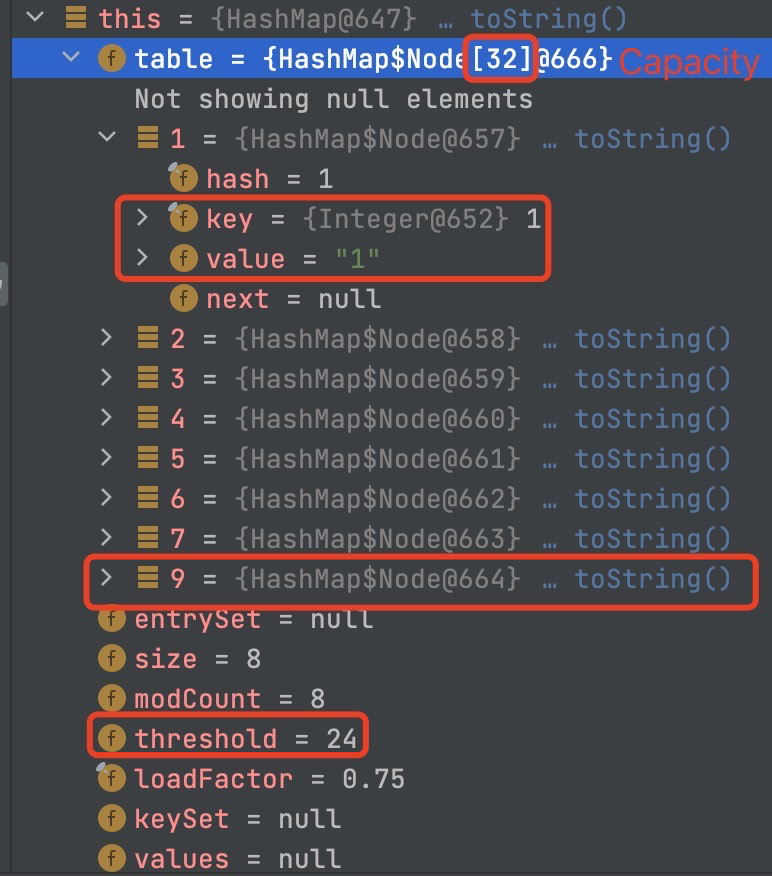 this = {HashMap@647} … toString()
f table = {HashMap$Node[32]@666} Capacity
Not showing null elements
1 = {HashMap$Node@657} … toString()
f hash = 1
f key = {Integer@652} 1
f value = "1"
f next = null
2 = {HashMap$Node@658} … toString()
3 = {HashMap$Node@659} … toString()
4 = {HashMap$Node@660} … toString()
5 = {HashMap$Node@661} … toString()
6 = {HashMap$Node@662} … toString()
7 = {HashMap$Node@663} … toString()
9 = {HashMap$Node@664} … toString()
f entrySet = null
f size = 8
f modCount = 8
f threshold = 24
f loadFactor = 0.75
f keySet = null
f values = null